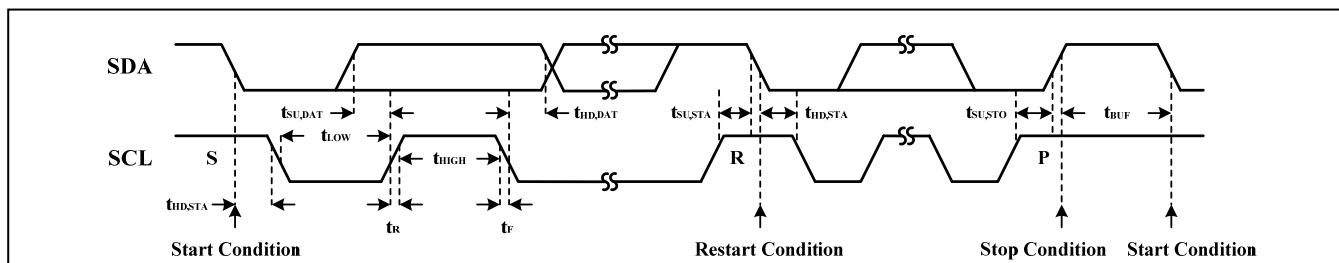 SDA
tSU,DAT
tHD,DAT
tSU,STA
tHD,STA
tSU,STO
tBUF
tLOW
SCL
S
tHIGH
R
P
tHD,STA
tR
tF
Start Condition
Restart Condition
Stop Condition
Start Condition